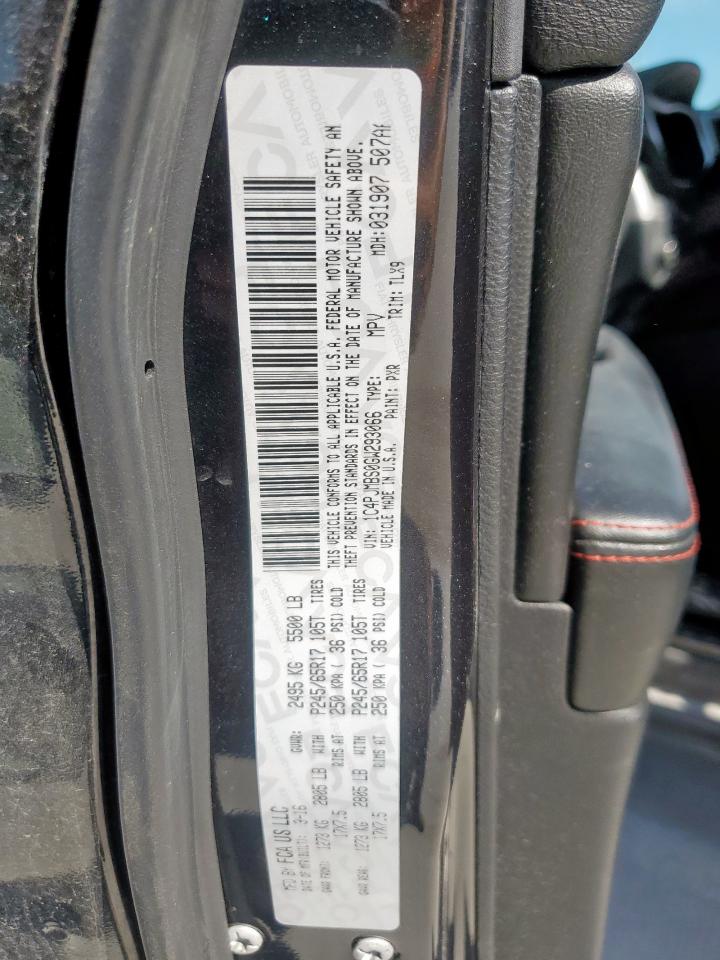 MFD BY FCA US LLC
DATE OF MFR 3-16 GVWR: 2495 KG 5500 LB
GAWR FRONT: 1273 KG 2805 LB WITH P245/65R17 105T TIRES
17X7.5 RIMS AT 250 KPA ( 36 PSI) COLD
GAWR REAR: 1273 KG 2805 LB WITH P245/65R17 105T TIRES
17X7.5 RIMS AT 250 KPA ( 36 PSI) COLD
THIS VEHICLE CONFORMS TO ALL APPLICABLE U.S.A. FEDERAL MOTOR VEHICLE SAFETY AN
THEFT PREVENTION STANDARDS IN EFFECT ON THE DATE OF MANUFACTURE SHOWN ABOVE.
VIN: 1C4PJMBS0GW293066 TYPE: MPV MDH:031907 507A
VEHICLE MADE IN U.S.A. PAINT: PXR TRIM: TLX9